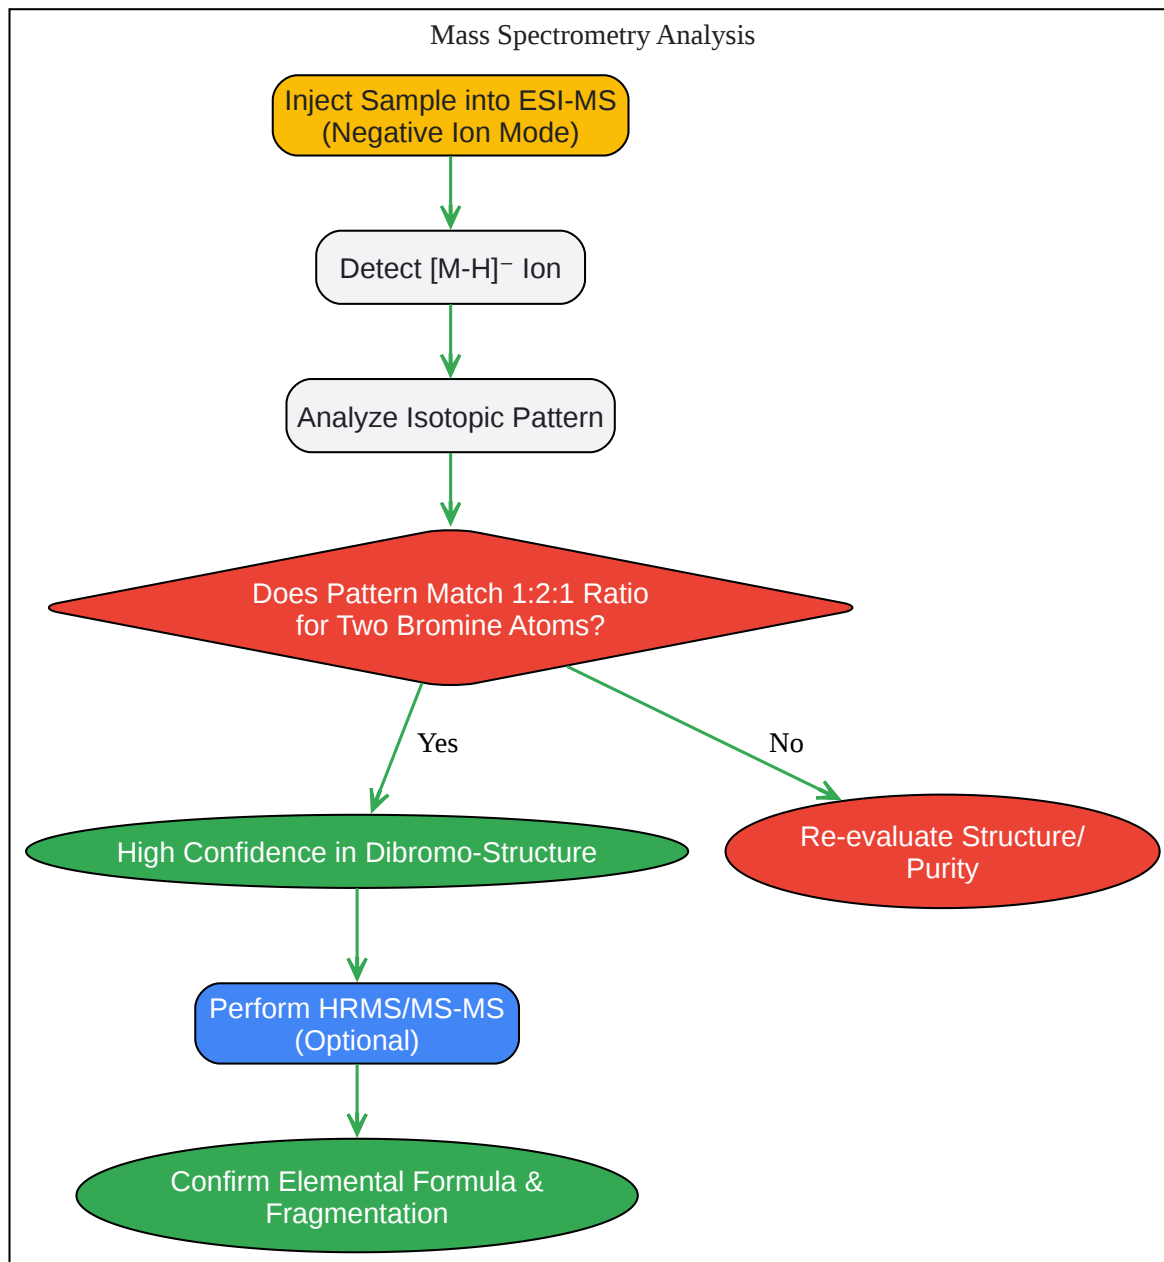 Mass Spectrometry Analysis
Inject Sample into ESI-MS
(Negative Ion Mode)
Detect [M-H]⁻ Ion
Analyze Isotopic Pattern
Does Pattern Match 1:2:1 Ratio
for Two Bromine Atoms?
Yes
No
High Confidence in Dibromo-Structure
Re-evaluate Structure/
Purity
Perform HRMS/MS-MS
(Optional)
Confirm Elemental Formula &
Fragmentation